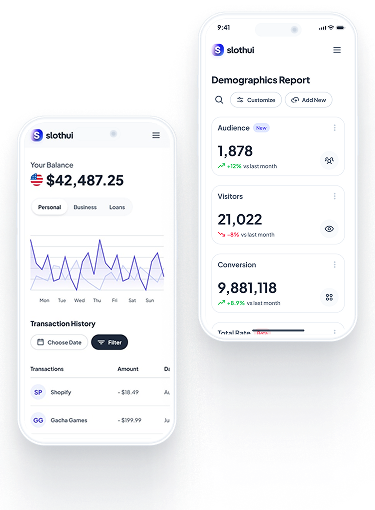 slothui
Your Balance
$42,487.25
Personal Business Loans
Mon Tue Wed Thu Fri Sat Sun
Transaction History
Choose Date Filter
Transactions Amount Da
SP Shopify -$18.49 Au
GG Gacha Games -$199.99 Ju
9:41
slothui
Demographics Report
Customize Add New
Audience New
1,878
+12% vs last month
Visitors
21,022
-8% vs last month
Conversion
9,881,118
+8.9% vs last month
Total Rate